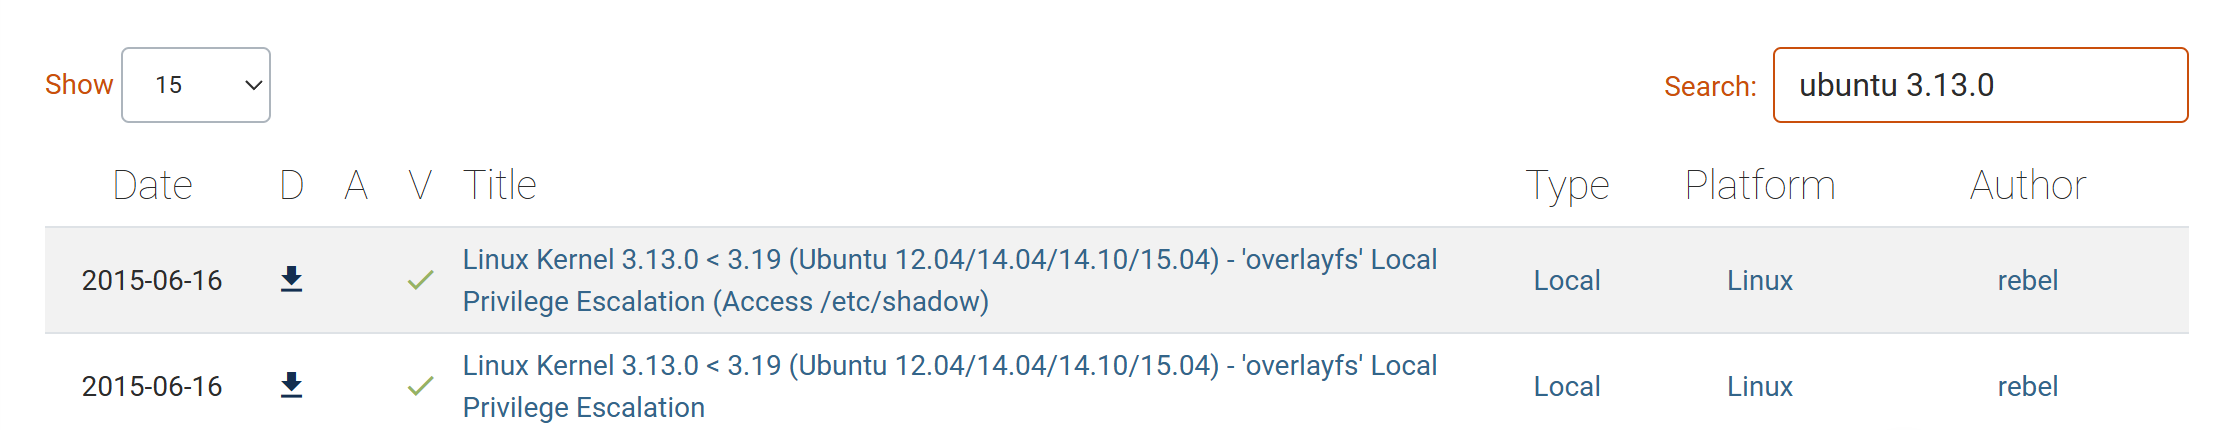 Show 15 Search: ubuntu 3.13.0
Date D A V Title Type Platform Author
Linux Kernel 3.13.0 < 3.19 (Ubuntu 12.04/14.04/14.10/15.04) - 'overlayfs' Local
2015-06-16 Local Linux rebel
Privilege Escalation (Access /etc/shadow)
Linux Kernel 3.13.0 < 3.19 (Ubuntu 12.04/14.04/14.10/15.04) - 'overlayfs' Local
2015-06-16 Local Linux rebel
Privilege Escalation